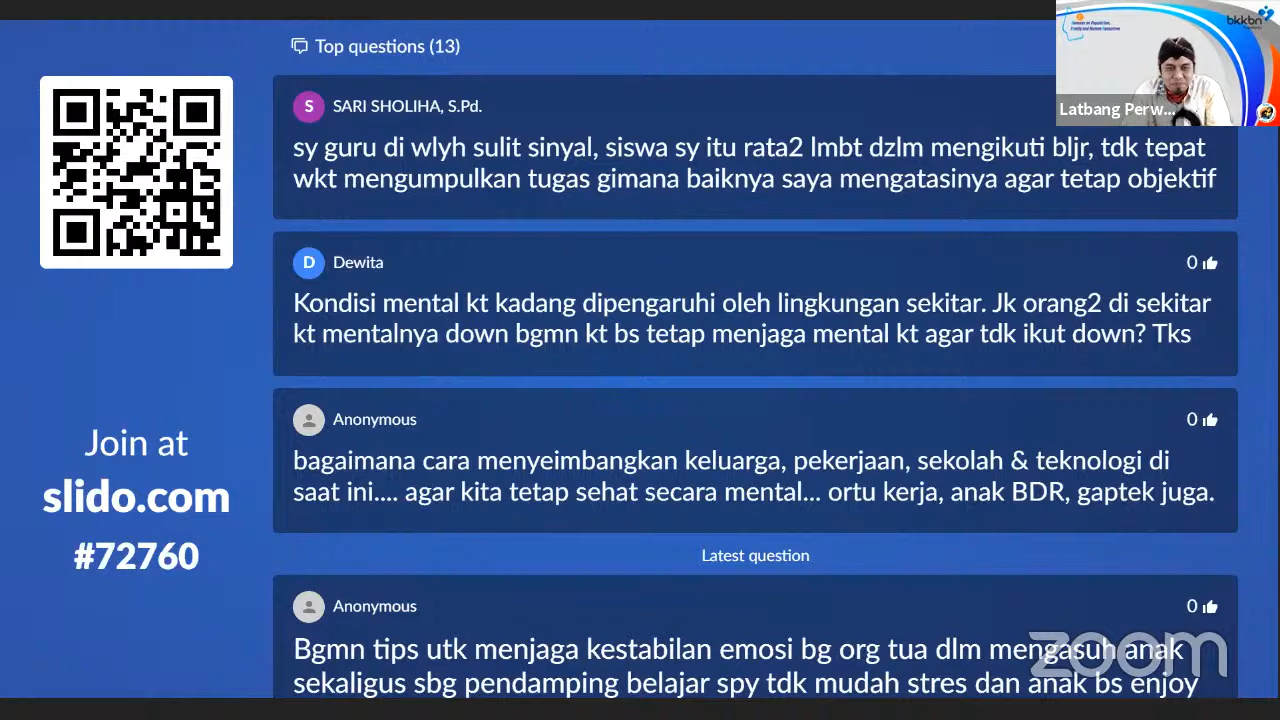 Top questions (13)
S SARI SHOLIHA, S.Pd.
sy guru di wlyh sulit sinyal, siswa sy itu rata2 lmbt dzlm mengikuti bljr, tdk tepat
wkt mengumpulkan tugas gimana baiknya saya mengatasinya agar tetap objektif
D Dewita 0
Kondisi mental kt kadang dipengaruhi oleh lingkungan sekitar. Jk orang2 di sekitar
kt mentalnya down bgmn kt bs tetap menjaga mental kt agar tdk ikut down? Tks
Anonymous 0
bagaimana cara menyeimbangkan keluarga, pekerjaan, sekolah & teknologi di
saat ini.... agar kita tetap sehat secara mental... ortu kerja, anak BDR, gaptek juga.
Latest question
Anonymous 0
Bgmn tips utk menjaga kestabilan emosi bg org tua dlm mengasuh anak
sekaligus sbg pendamping belajar spy tdk mudah stres dan anak bs enjoy
Join at
slido.com
#72760
bkkbn
Latbang Perw...
zoom